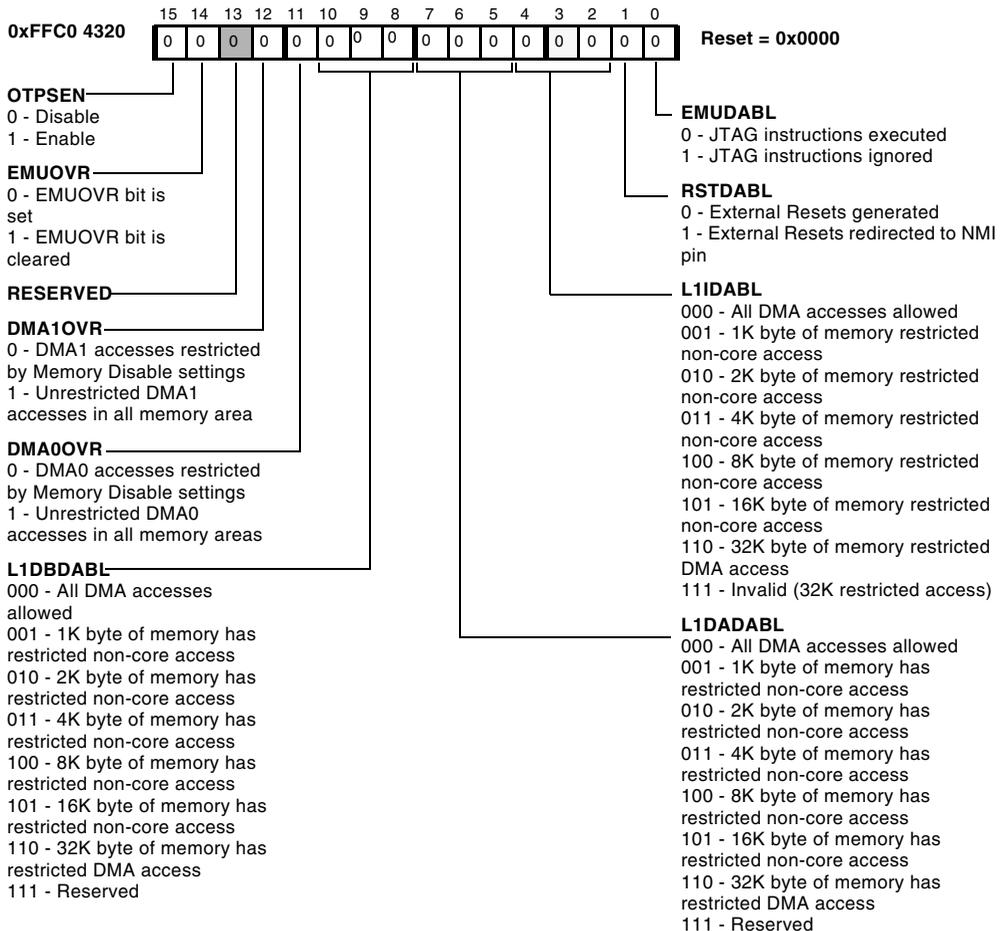 15 14 13 12 11 10 9 8 7 6 5 4 3 2 1 0
0xFFC0 4320
0 0 0 0 0 0 0 0 0 0 0 0 0 0 0 0
Reset = 0x0000
OTPSEN
0 - Disable
1 - Enable
EMUOVR
0 - EMUOVR bit is
set
1 - EMUOVR bit is
cleared
RESERVED
DMA1OVR
0 - DMA1 accesses restricted
by Memory Disable settings
1 - Unrestricted DMA1
accesses in all memory area
DMA0OVR
0 - DMA0 accesses restricted
by Memory Disable settings
1 - Unrestricted DMA0
accesses in all memory areas
L1DBDABL
000 - All DMA accesses
allowed
001 - 1K byte of memory has
restricted non-core access
010 - 2K byte of memory has
restricted non-core access
011 - 4K byte of memory has
restricted non-core access
100 - 8K byte of memory has
restricted non-core access
101 - 16K byte of memory has
restricted non-core access
110 - 32K byte of memory has
restricted DMA access
111 - Reserved
EMUDABL
0 - JTAG instructions executed
1 - JTAG instructions ignored
RSTDABL
0 - External Resets generated
1 - External Resets redirected to NMI
pin
L1IDABL
000 - All DMA accesses allowed
001 - 1K byte of memory restricted
non-core access
010 - 2K byte of memory restricted
non-core access
011 - 4K byte of memory restricted
non-core access
100 - 8K byte of memory restricted
non-core access
101 - 16K byte of memory restricted
non-core access
110 - 32K byte of memory restricted
DMA access
111 - Invalid (32K restricted access)
L1DADABL
000 - All DMA accesses allowed
001 - 1K byte of memory has
restricted non-core access
010 - 2K byte of memory has
restricted non-core access
011 - 4K byte of memory has
restricted non-core access
100 - 8K byte of memory has
restricted non-core access
101 - 16K byte of memory has
restricted non-core access
110 - 32K byte of memory has
restricted DMA access
111 - Reserved